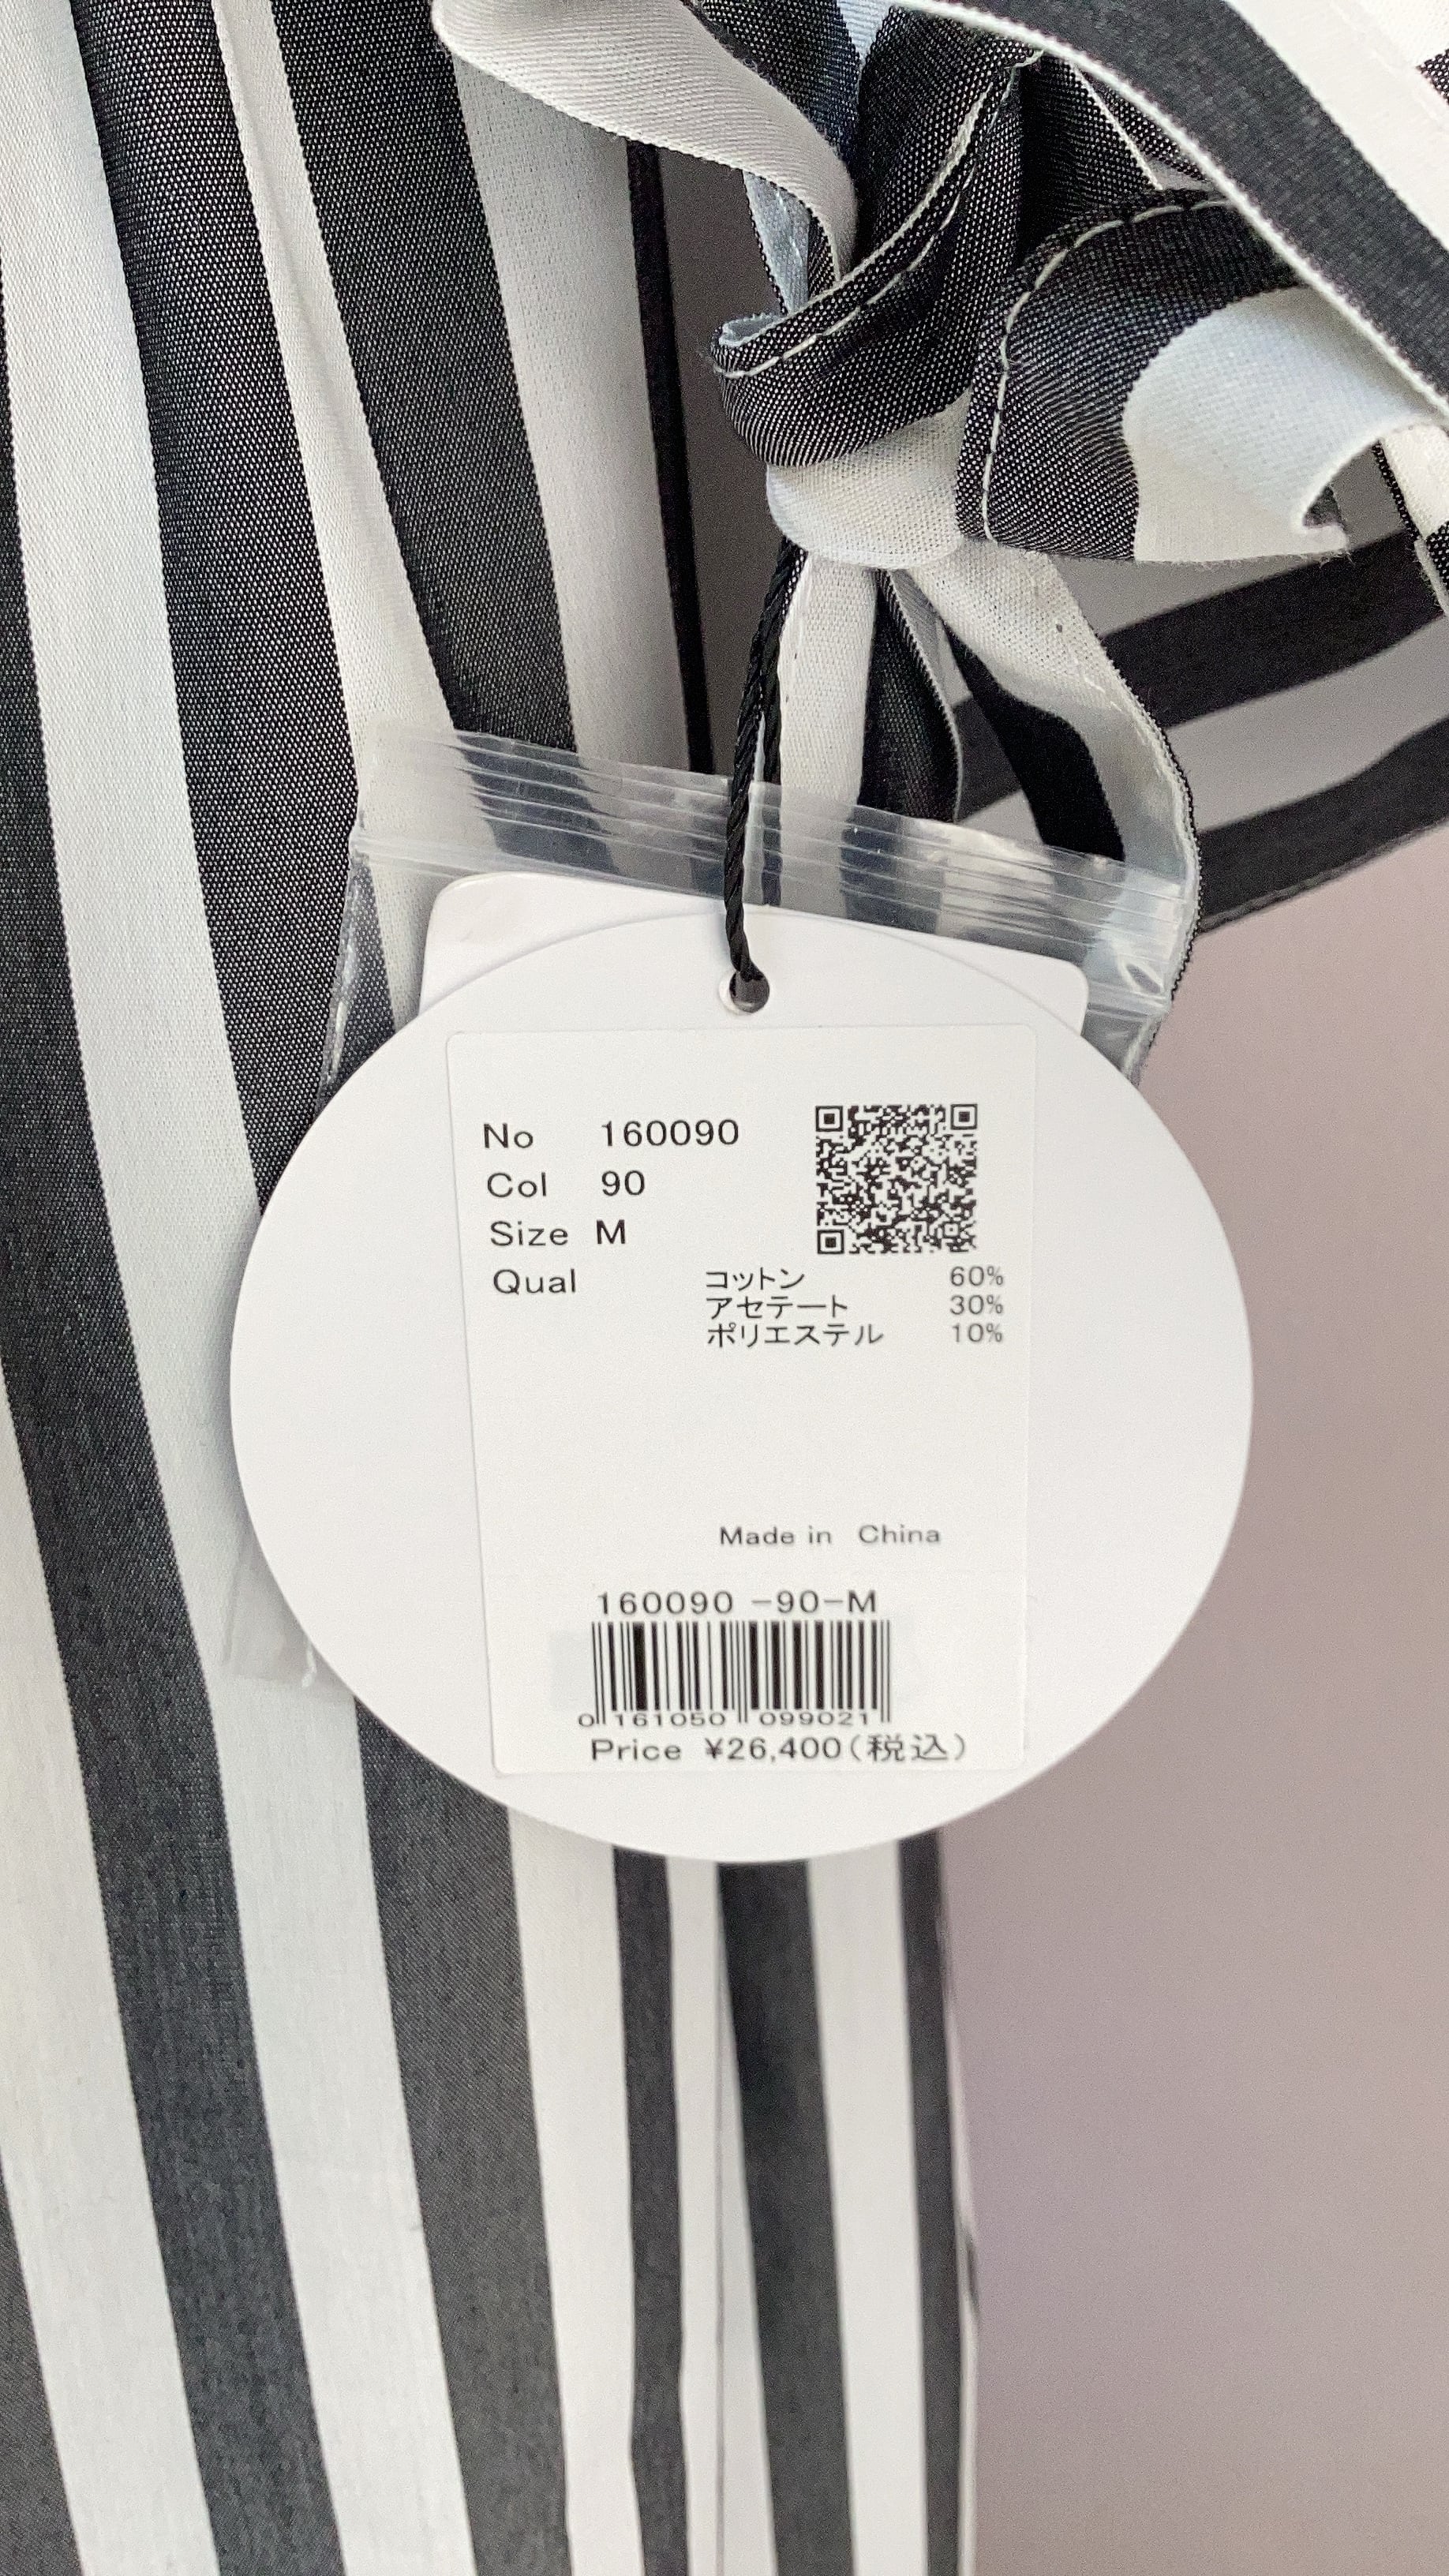 No 160090
Col 90
Size M
Qual
コットン 60%
アセテート 30%
ポリエステル 10%
Made in China
160090 -90-M
0 161050 099021
Price ¥26,400(税込)